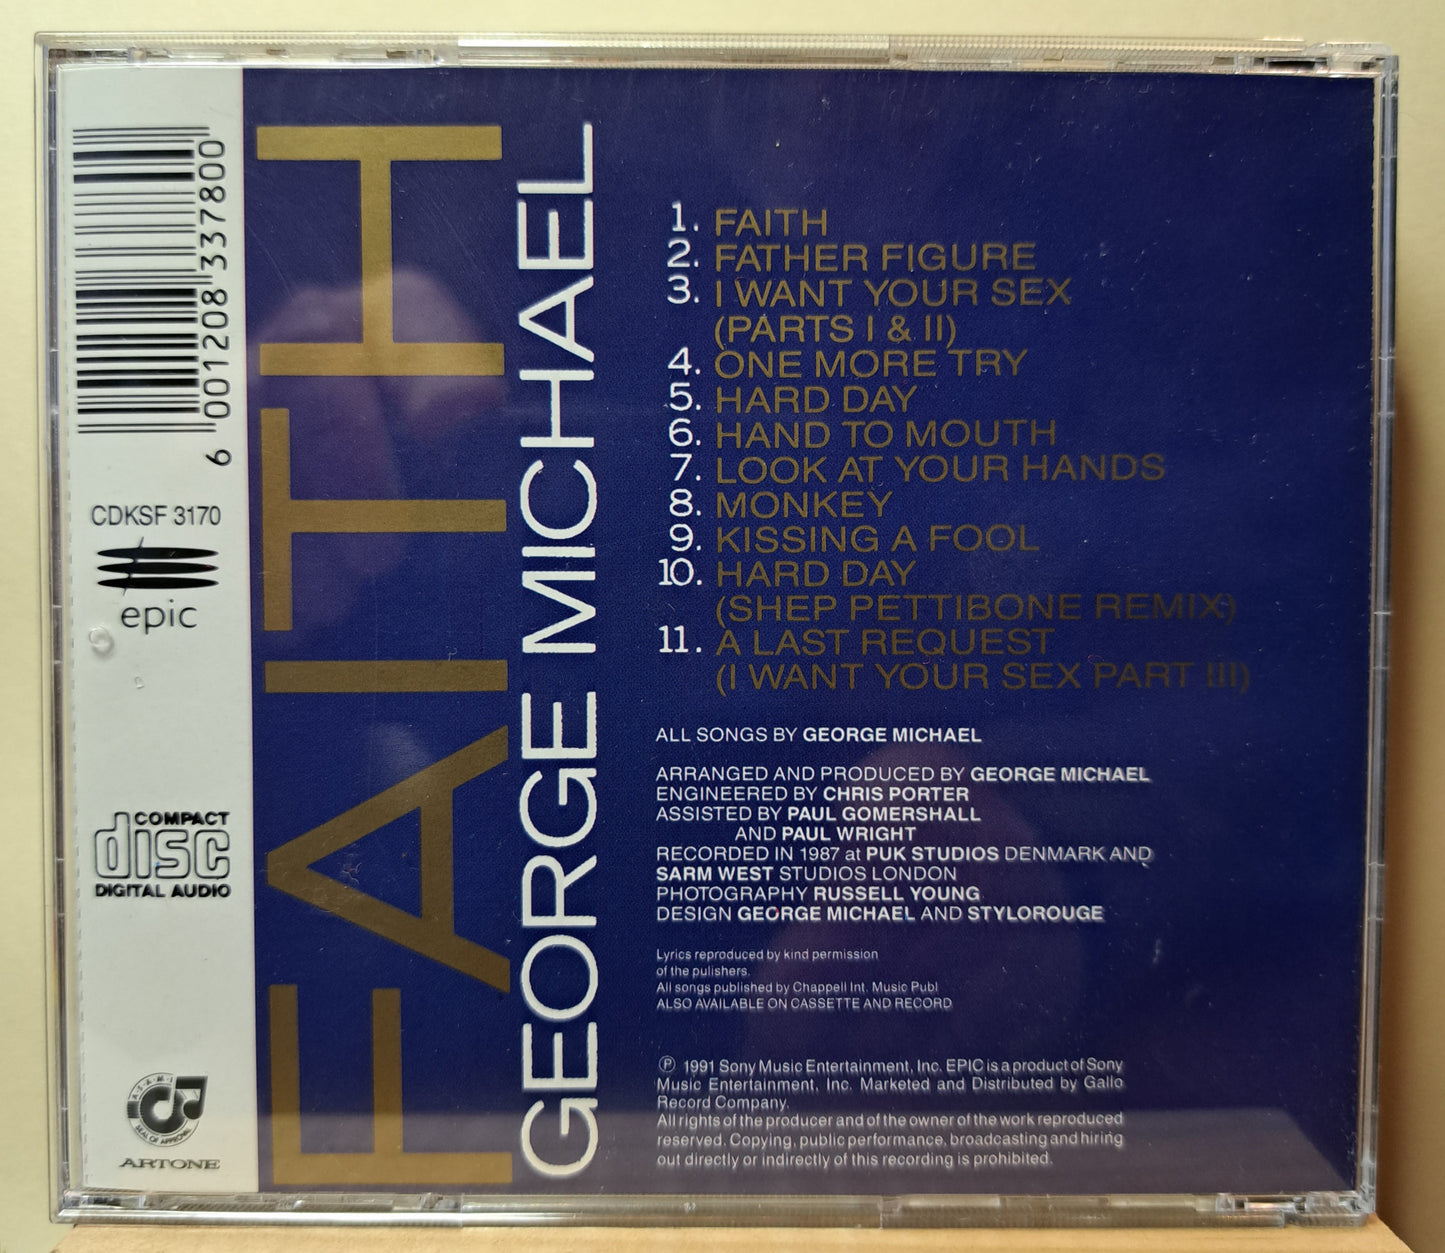 6 001208 337800
CDKSF 3170
epic
COMPACT
disc
DIGITAL AUDIO
A·S·A·M·I
SEAL OF APPROVAL
ARTONE
FAITH
GEORGE MICHAEL
1. FAITH
2. FATHER FIGURE
3. I WANT YOUR SEX
(PARTS I & II)
4. ONE MORE TRY
5. HARD DAY
6. HAND TO MOUTH
7. LOOK AT YOUR HANDS
8. MONKEY
9. KISSING A FOOL
10. HARD DAY
(SHEP PETTIBONE REMIX)
11. A LAST REQUEST
(I WANT YOUR SEX PART III)
ALL SONGS BY GEORGE MICHAEL
ARRANGED AND PRODUCED BY GEORGE MICHAEL
ENGINEERED BY CHRIS PORTER
ASSISTED BY PAUL GOMERSHALL
AND PAUL WRIGHT
RECORDED IN 1987 at PUK STUDIOS DENMARK AND
SARM WEST STUDIOS LONDON
PHOTOGRAPHY RUSSELL YOUNG
DESIGN GEORGE MICHAEL AND STYLOROUGE
Lyrics reproduced by kind permission
of the pulishers.
All songs published by Chappell Int. Music Publ
ALSO AVAILABLE ON CASSETTE AND RECORD
℗ 1991 Sony Music Entertainment, Inc. EPIC is a product of Sony
Music Entertainment, Inc. Marketed and Distributed by Gallo
Record Company.
All rights of the producer and of the owner of the work reproduced
reserved. Copying, public performance, broadcasting and hiring
out directly or indirectly of this recording is prohibited.